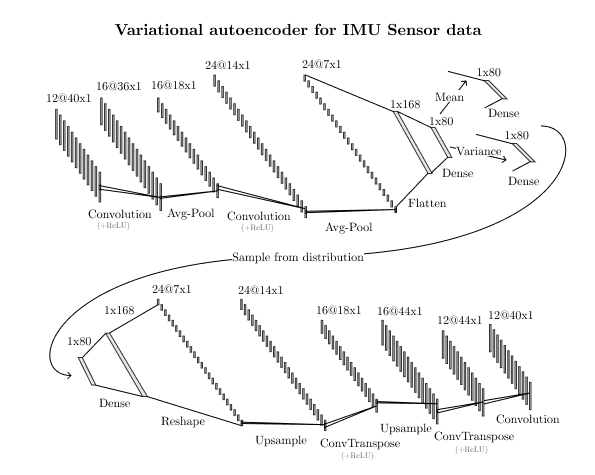 Variational autoencoder for IMU Sensor data
12@40x1
16@36x1
16@18x1
24@14x1
24@7x1
1x168
1x80
1x80
Mean
Dense
1x80
Variance
Dense
Dense
Flatten
Convolution
(+ReLU)
Avg-Pool
Convolution
(+ReLU)
Avg-Pool
Sample from distribution
1x80
1x168
24@7x1
24@14x1
16@18x1
16@44x1
12@44x1
12@40x1
Dense
Reshape
Upsample
ConvTranspose
(+ReLU)
Upsample
ConvTranspose
(+ReLU)
Convolution